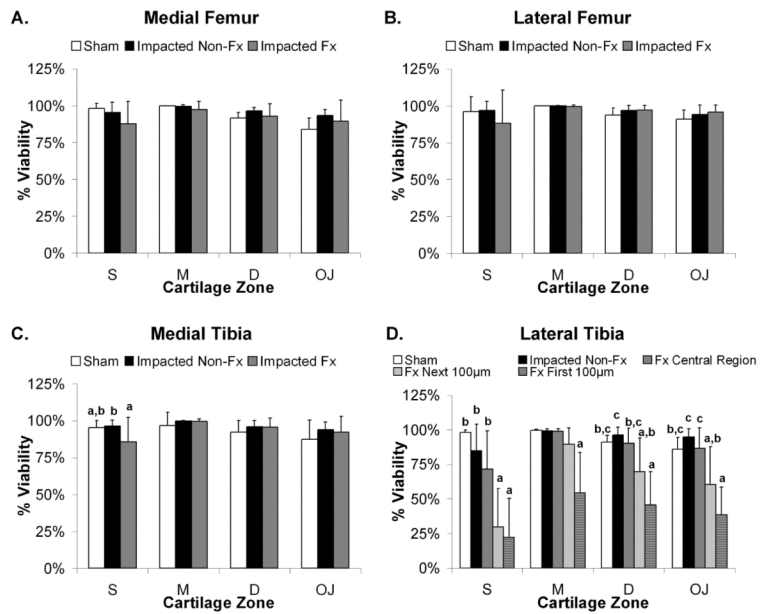 A. Medial Femur
Sham Impacted Non-Fx Impacted Fx
125%
100%
75%
50%
25%
0%
% Viability
S M D OJ
Cartilage Zone
B. Lateral Femur
Sham Impacted Non-Fx Impacted Fx
125%
100%
75%
50%
25%
0%
% Viability
S M D OJ
Cartilage Zone
C. Medial Tibia
Sham Impacted Non-Fx Impacted Fx
125%
100%
75%
50%
25%
0%
% Viability
a,b b a
S M D OJ
Cartilage Zone
D. Lateral Tibia
Sham Impacted Non-Fx Fx Central Region
Fx Next 100µm Fx First 100µm
125%
100%
75%
50%
25%
0%
% Viability
b b b a a
a
b,c c b,c a,b a
b,c c c a,b a
S M D OJ
Cartilage Zone